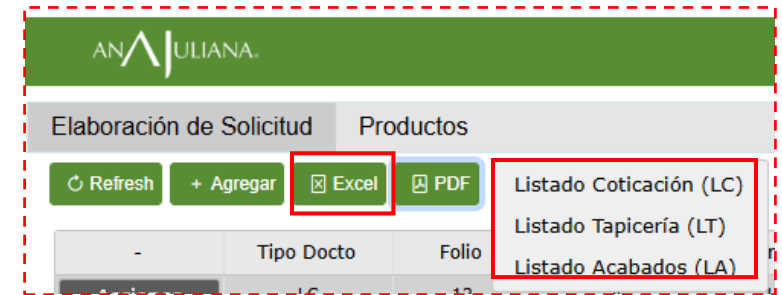 ANAJULIANA.
Elaboración de Solicitud Productos
Refresh + Agregar Excel PDF
Listado Coticación (LC)
Listado Tapicería (LT)
Listado Acabados (LA)
- Tipo Docto Folio